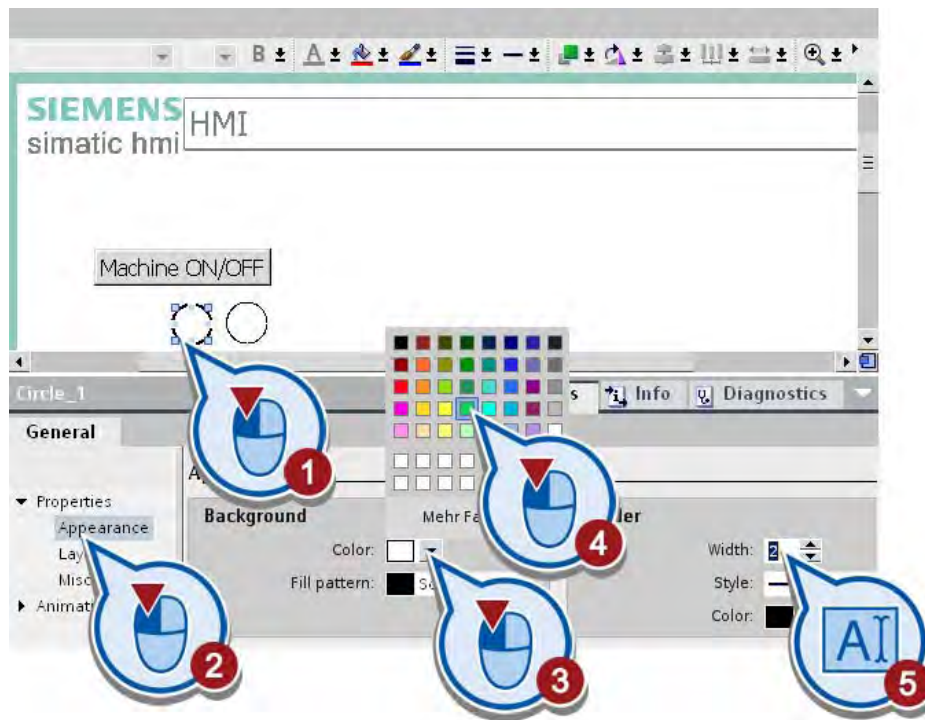 B A
SIEMENS
simatic hmi
HMI
Machine ON/OFF
Circle_1
s Info Diagnostics
General
1
A
Properties
Appearance
Lay
Misc
Animat
Background
Mehr Fa
ler
4
Color:
Width: 2
Fill pattern: S
Style:
Color:
A
2
3
5